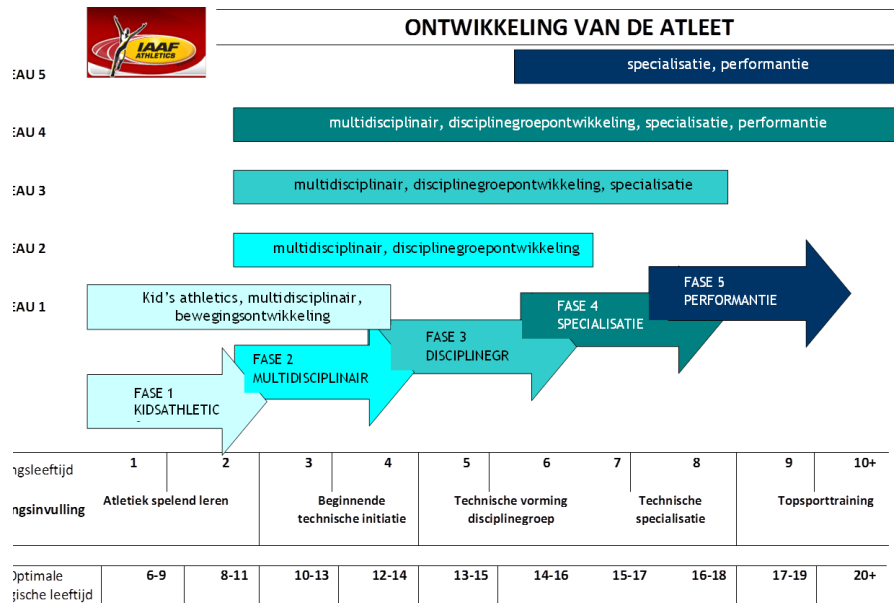 ONTWIKKELING VAN DE ATLEET
IAAF
ATHLETICS
EAU 5
specialisatie, performantie
EAU 4
multidisciplinair, disciplinegroepontwikkeling, specialisatie, performantie
EAU 3
multidisciplinair, disciplinegroepontwikkeling, specialisatie
EAU 2
multidisciplinair, disciplinegroepontwikkeling
EAU 1
Kid's athletics, multidisciplinair,
bewegingsontwikkeling
FASE 5
PERFORMANTIE
FASE 4
SPECIALISATIE
FASE 3
DISCIPLINEGR
FASE 2
MULTIDISCIPLINAIR
FASE 1
KIDSATHLETIC
ngsleeftijd 1 2 3 4 5 6 7 8 9 10+
ngsinvulling
Atletiek spelend leren
Beginnende
technische initiatie
Technische vorming
disciplinegroep
Technische
specialisatie
Topsporttraining
Optimale
gische leeftijd
6-9 8-11 10-13 12-14 13-15 14-16 15-17 16-18 17-19 20+